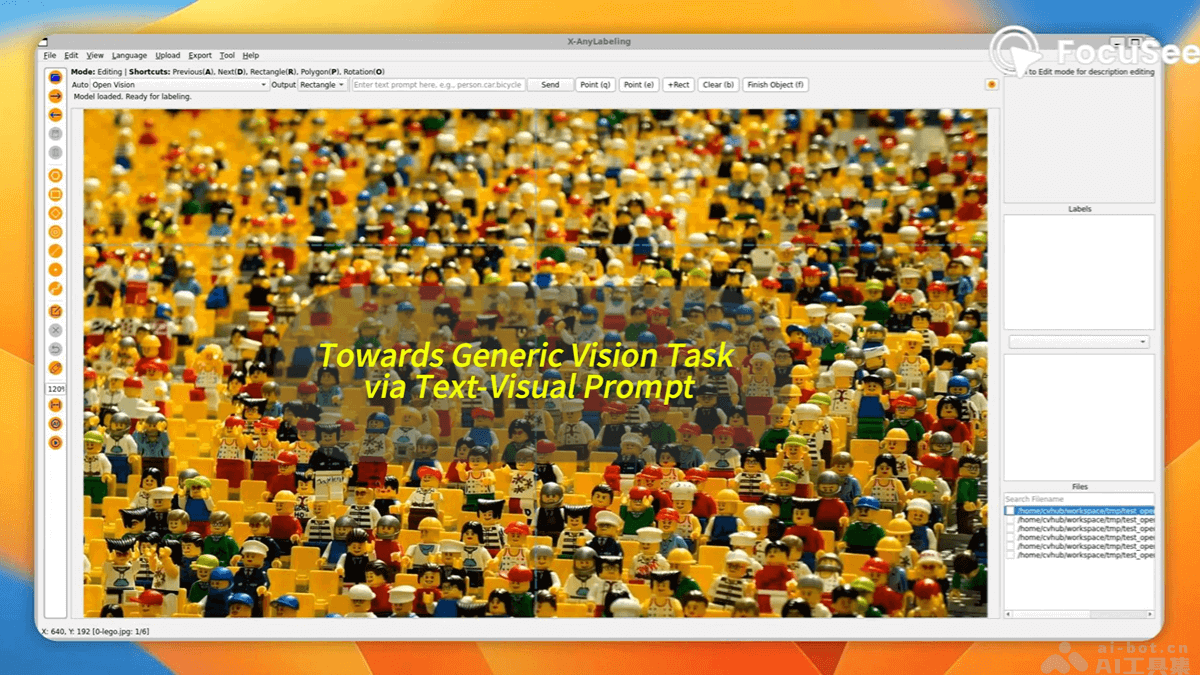 X-AnyLabeling
FocuSee
File Edit View Language Upload Export Tool Help
Mode: Editing | Shortcuts: Previous(A), Next(D), Rectangle(R), Polygon(P), Rotation(O)
to Edit mode for description editing
Auto Open Vision Output Rectangle Enter text prompt here, e.g., person.car.bicycle Send Point (q) Point (e) +Rect Clear (b) Finish Object (f)
Model loaded. Ready for labeling.
Labels
Towards Generic Vision Task
via Text-Visual Prompt
120%
Files
Search Filename
/home/cvhub/workspace/tmp/test_ope
/home/cvhub/workspace/tmp/test_ope
/home/cvhub/workspace/tmp/test_ope
/home/cvhub/workspace/tmp/test_ope
/home/cvhub/workspace/tmp/test_ope
/home/cvhub/workspace/tmp/test_ope
X: 640, Y: 192 [0-lego.jpg: 1/6]
ai-bot.cn
AI工具集